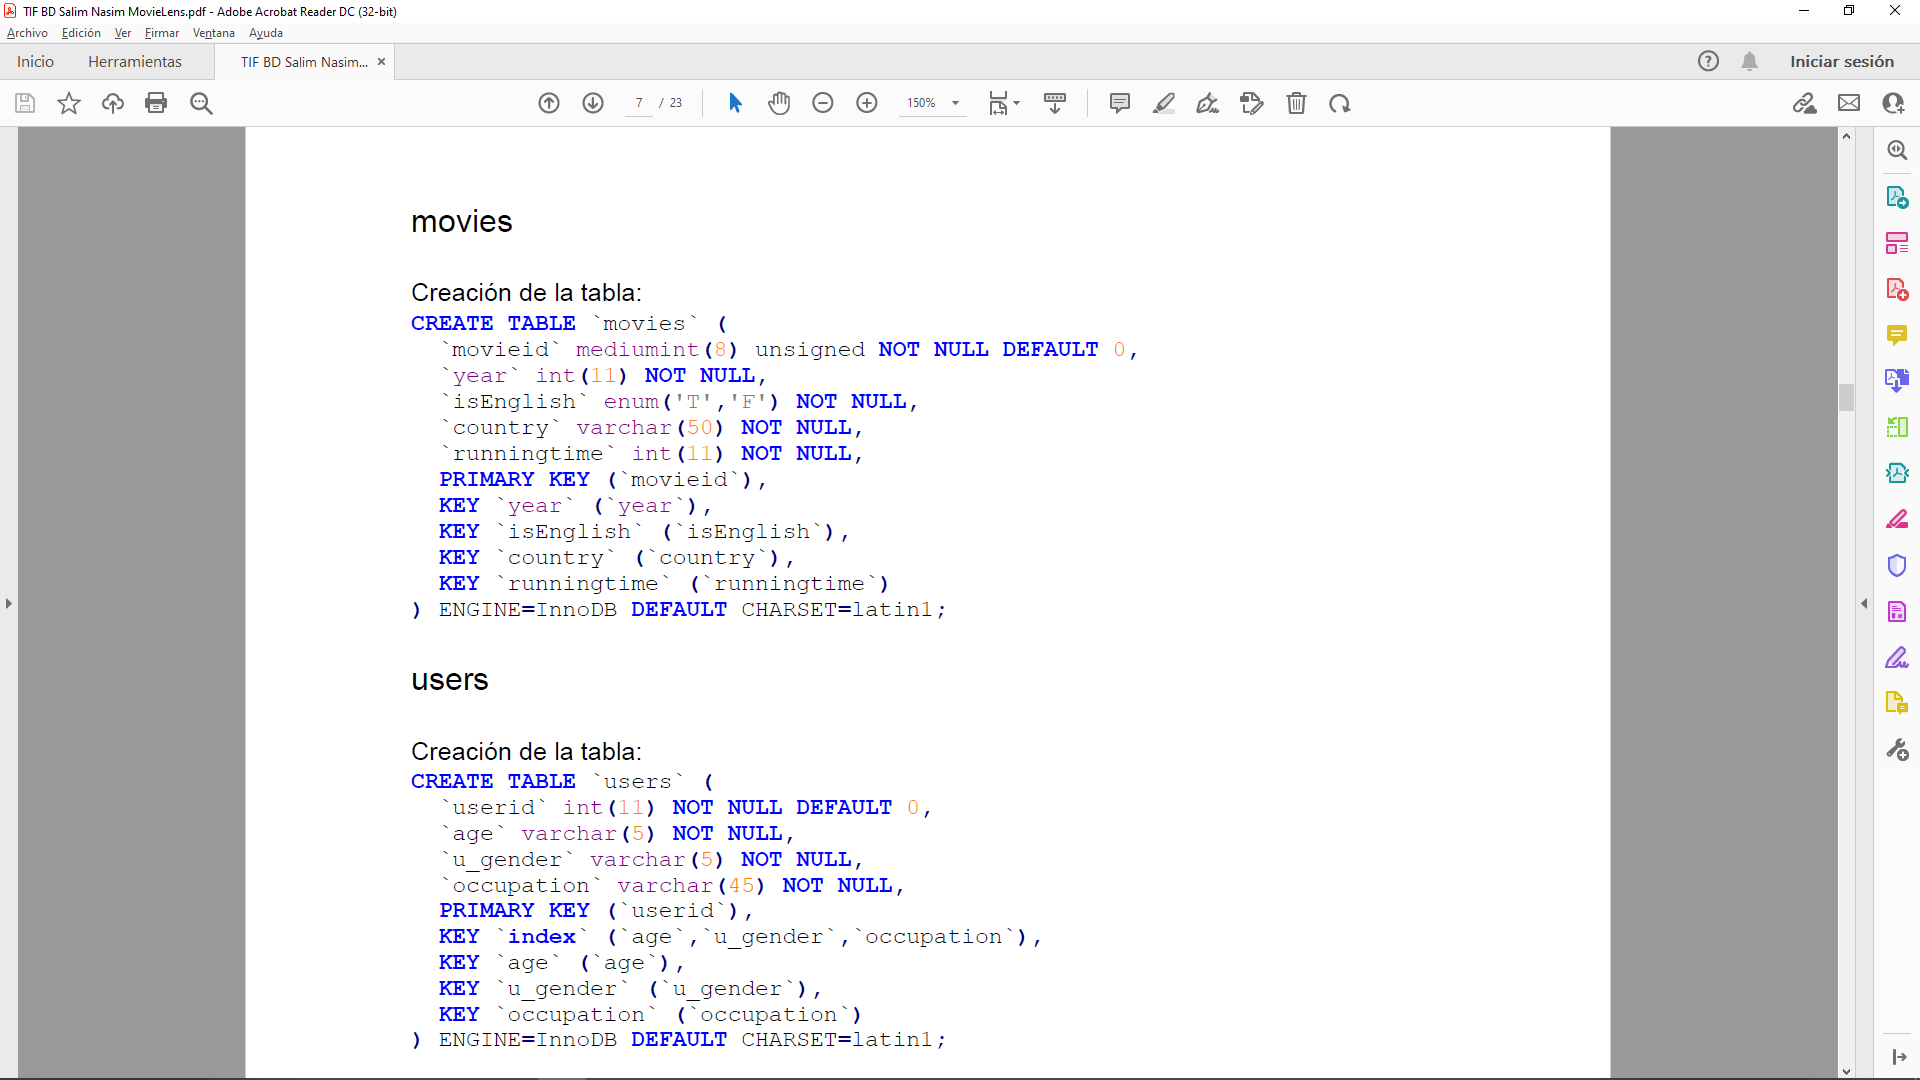 TIF BD Salim Nasim MovieLens.pdf - Adobe Acrobat Reader DC (32-bit)
Archivo Edición Ver Firmar Ventana Ayuda
Inicio Herramientas TIF BD Salim Nasim... × Iniciar sesión
7 / 23 150%
movies
Creación de la tabla:
CREATE TABLE `movies` (
`movieid` mediumint(8) unsigned NOT NULL DEFAULT 0,
`year` int(11) NOT NULL,
`isEnglish` enum('T','F') NOT NULL,
`country` varchar(50) NOT NULL,
`runningtime` int(11) NOT NULL,
PRIMARY KEY (`movieid`),
KEY `year` (`year`),
KEY `isEnglish` (`isEnglish`),
KEY `country` (`country`),
KEY `runningtime` (`runningtime`)
) ENGINE=InnoDB DEFAULT CHARSET=latin1;
users
Creación de la tabla:
CREATE TABLE `users` (
`userid` int(11) NOT NULL DEFAULT 0,
`age` varchar(5) NOT NULL,
`u_gender` varchar(5) NOT NULL,
`occupation` varchar(45) NOT NULL,
PRIMARY KEY (`userid`),
KEY `index` (`age`,`u_gender`,`occupation`),
KEY `age` (`age`),
KEY `u_gender` (`u_gender`),
KEY `occupation` (`occupation`)
) ENGINE=InnoDB DEFAULT CHARSET=latin1;